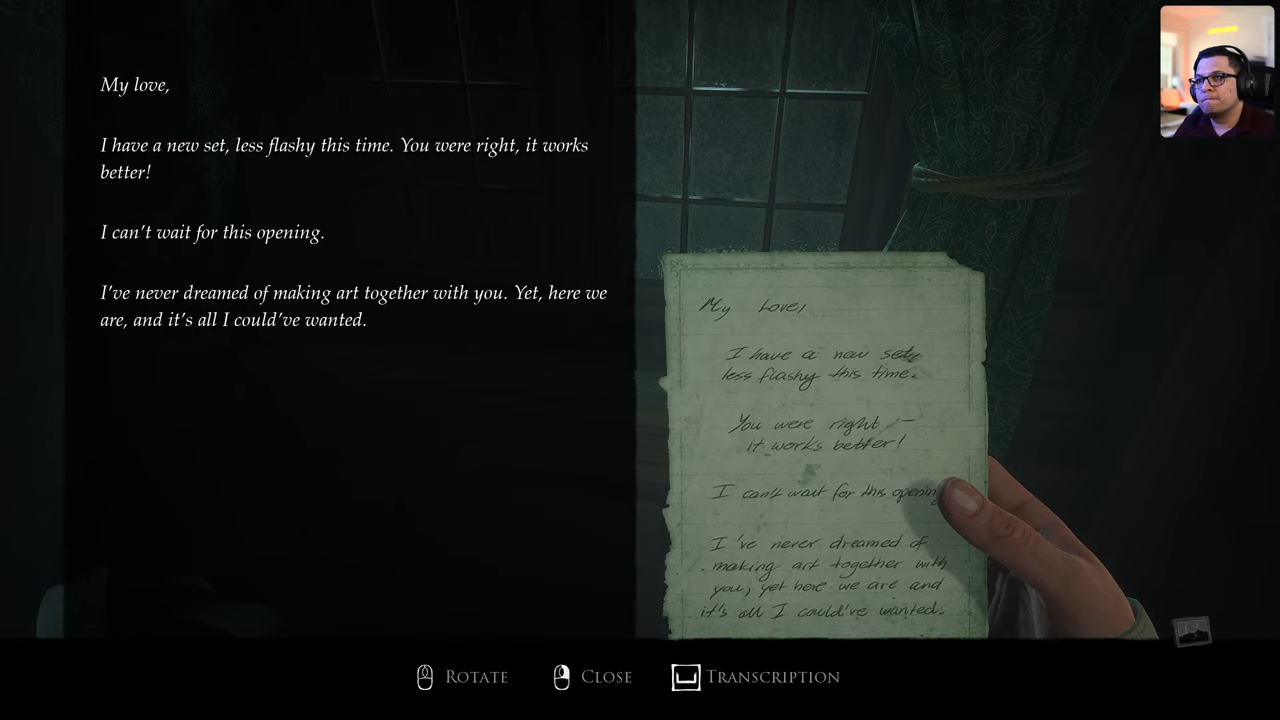 My love,
I have a new set, less flashy this time. You were right, it works
better!
I can't wait for this opening.
I've never dreamed of making art together with you. Yet, here we
are, and it's all I could've wanted.
My Love,
I have a new set,
less flashy this time.
You were right –
it works better!
I can't wait for this opening
I've never dreamed of
making art together with
you, yet here we are and
it's all I could've wanted.
ROTATE
CLOSE
TRANSCRIPTION